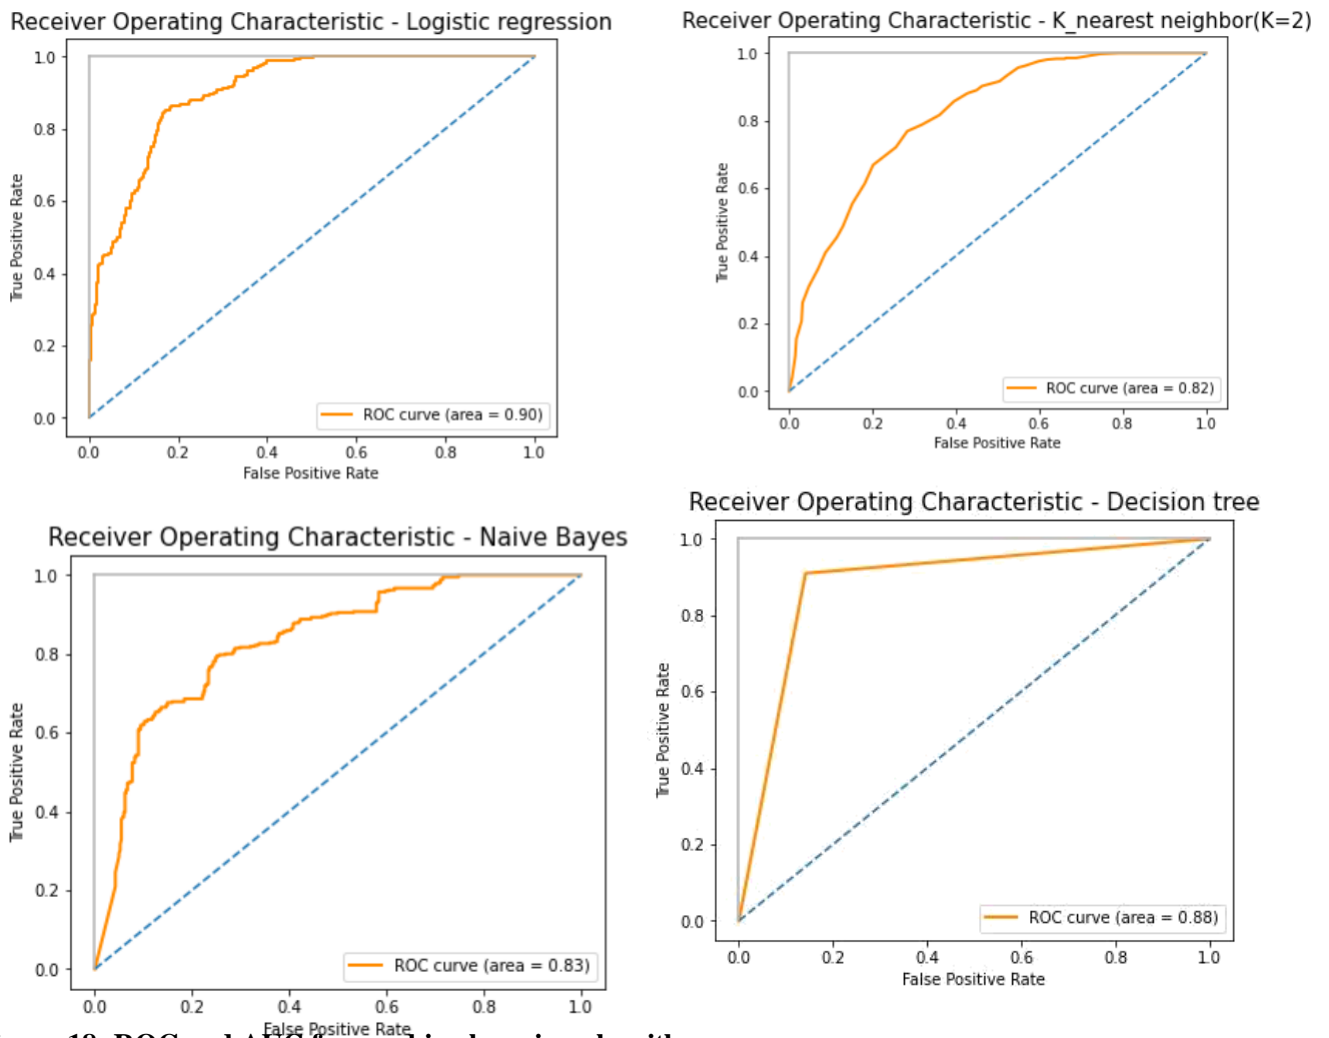 Receiver Operating Characteristic - Logistic regression
1.0
0.8
0.6
0.4
0.2
0.0
True Positive Rate
ROC curve (area = 0.90)
0.0 0.2 0.4 0.6 0.8 1.0
False Positive Rate
Receiver Operating Characteristic - K_nearest neighbor(K=2)
1.0
0.8
0.6
0.4
0.2
0.0
True Positive Rate
ROC curve (area = 0.82)
0.0 0.2 0.4 0.6 0.8 1.0
False Positive Rate
Receiver Operating Characteristic - Naive Bayes
1.0
0.8
0.6
0.4
0.2
0.0
True Positive Rate
ROC curve (area = 0.83)
0.0 0.2 0.4 0.6 0.8 1.0
False Positive Rate
Receiver Operating Characteristic - Decision tree
1.0
0.8
0.6
0.4
0.2
0.0
True Positive Rate
ROC curve (area = 0.88)
0.0 0.2 0.4 0.6 0.8 1.0
False Positive Rate
18: ROC and AUC for